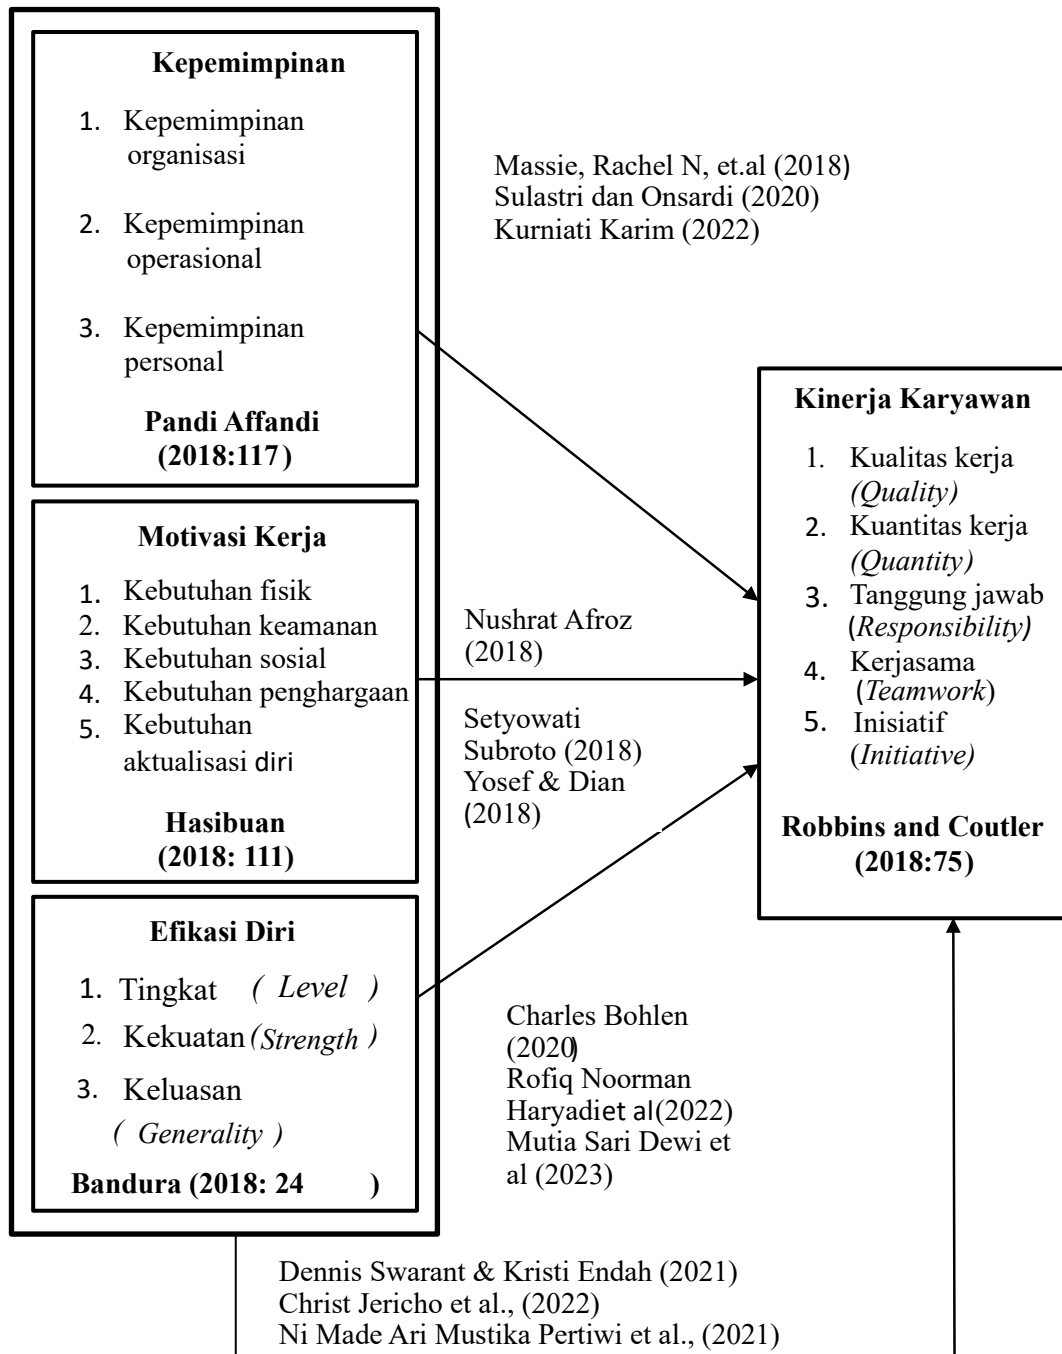 Kepemimpinan
1. Kepemimpinan
organisasi
2. Kepemimpinan
operasional
3. Kepemimpinan
personal
Pandi Affandi
(2018:117)
Massie, Rachel N, et.al (2018)
Sulastri dan Onsardi (2020)
Kurniati Karim (2022)
Motivasi Kerja
1. Kebutuhan fisik
2. Kebutuhan keamanan
3. Kebutuhan sosial
4. Kebutuhan penghargaan
5. Kebutuhan
aktualisasi diri
Hasibuan
(2018: 111)
Nushrat Afroz
(2018)
Setyowati
Subroto (2018)
Yosef & Dian
(2018)
Kinerja Karyawan
1. Kualitas kerja
(Quality)
2. Kuantitas kerja
(Quantity)
3. Tanggung jawab
(Responsibility)
4. Kerjasama
(Teamwork)
5. Inisiatif
(Initiative)
Robbins and Coutler
(2018:75)
Efikasi Diri
1. Tingkat ( Level )
2. Kekuatan (Strength )
3. Keluasan
( Generality )
Bandura (2018: 24 )
Charles Bohlen
(2020)
Rofiq Noorman
Haryadiet al(2022)
Mutia Sari Dewi et
al (2023)
Dennis Swarant & Kristi Endah (2021)
Christ Jericho et al., (2022)
Ni Made Ari Mustika Pertiwi et al., (2021)